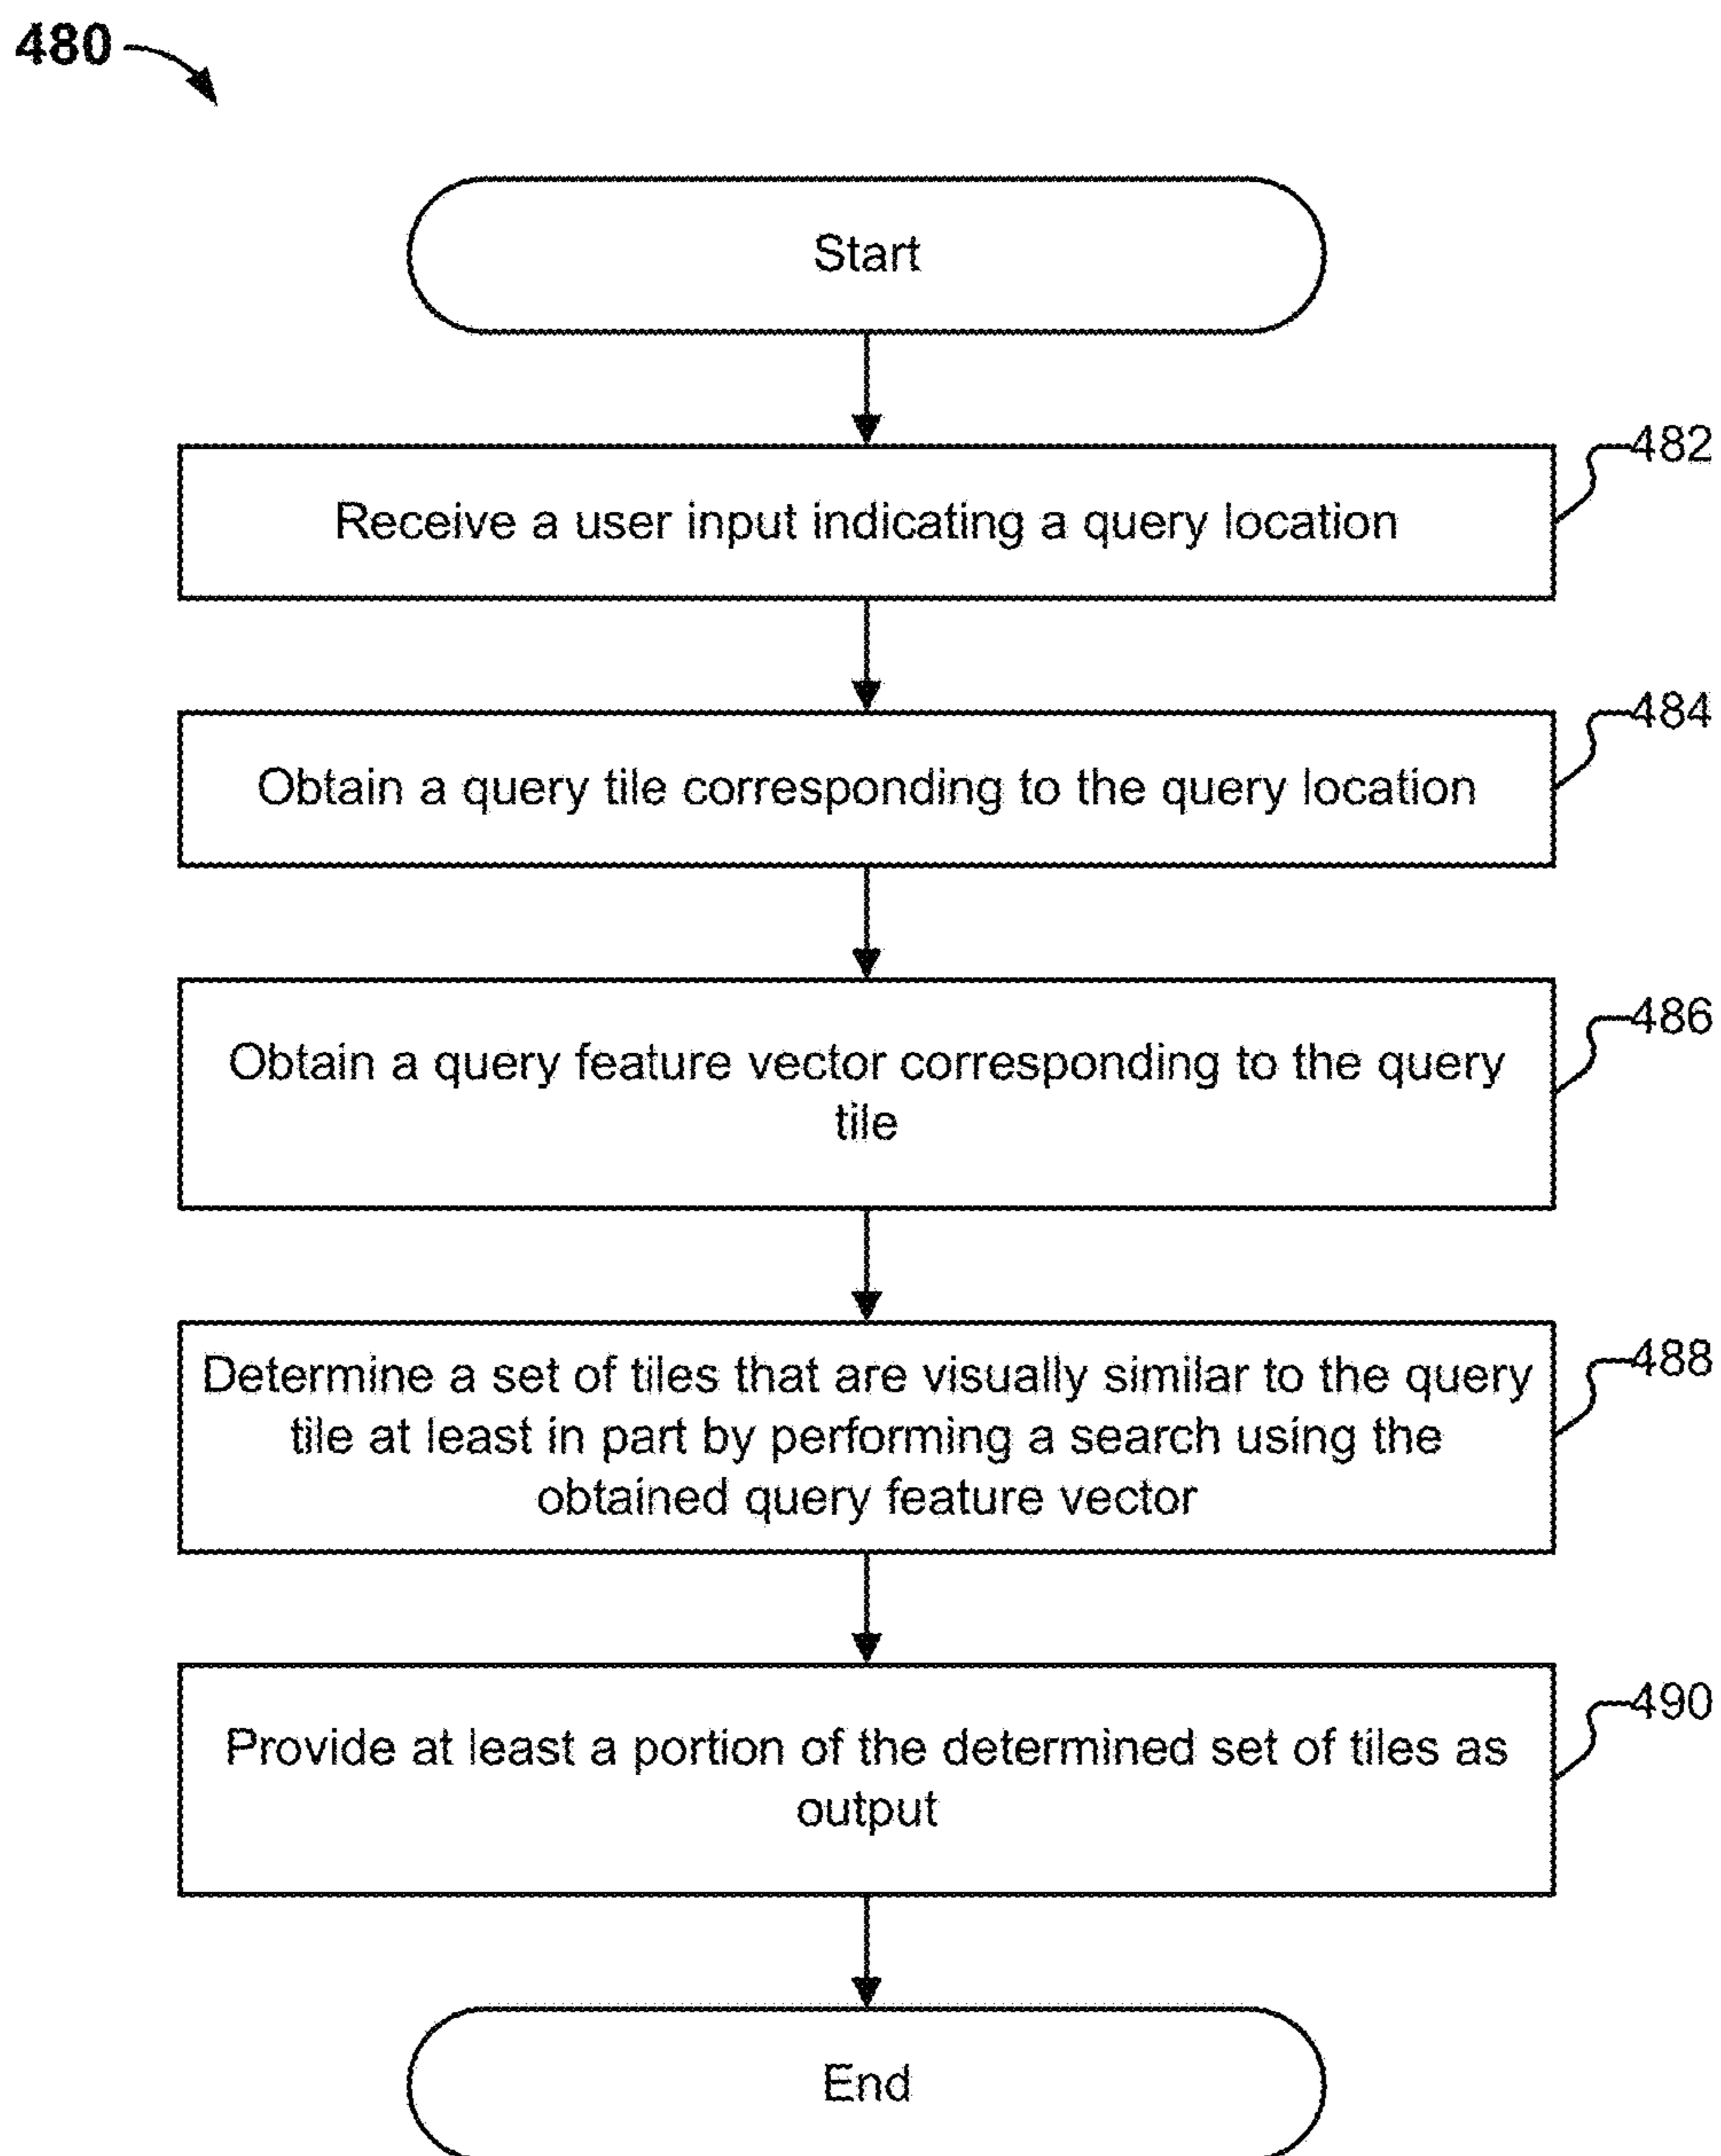 480
Start
482
Receive a user input indicating a query location
484
Obtain a query tile corresponding to the query location
486
Obtain a query feature vector corresponding to the query
tile
488
Determine a set of tiles that are visually similar to the query
tile at least in part by performing a search using the
obtained query feature vector
490
Provide at least a portion of the determined set of tiles as
output
End